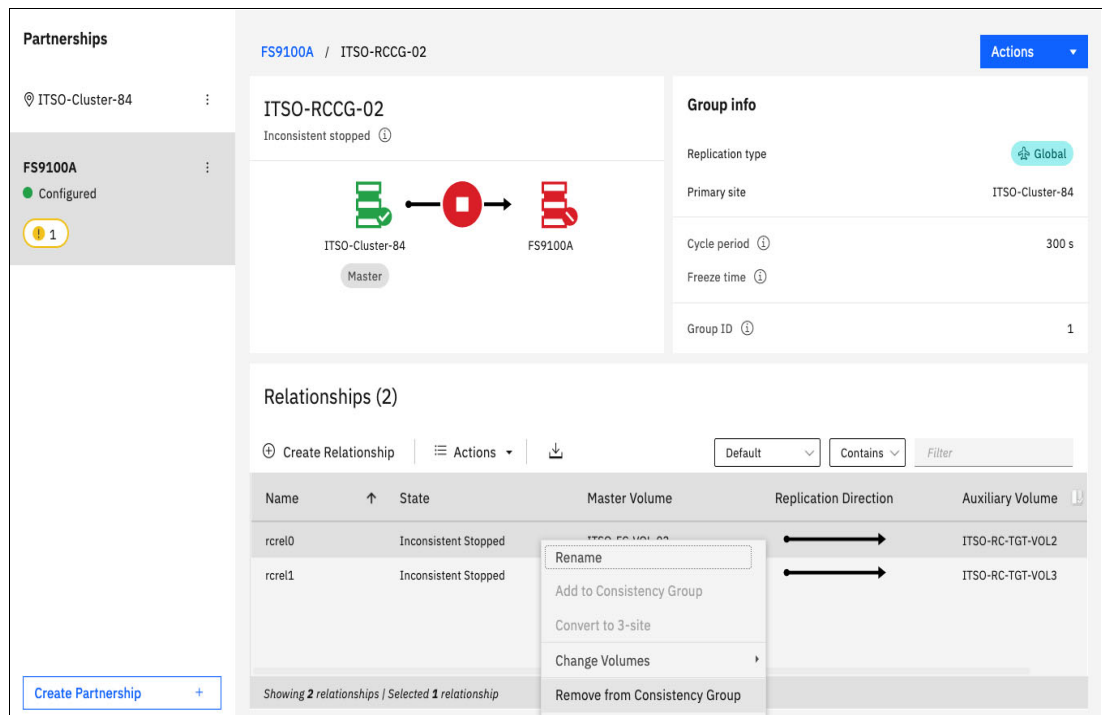 Partnerships
ITSO-Cluster-84
FS9100A
Configured
1
Create Partnership +
FS9100A / ITSO-RCCG-02
Actions
ITSO-RCCG-02
Inconsistent stopped
ITSO-Cluster-84
FS9100A
Master
Group info
Replication type Global
Primary site ITSO-Cluster-84
Cycle period 300 s
Freeze time
Group ID 1
Relationships (2)
Create Relationship Actions Default Contains Filter
Name State Master Volume Replication Direction Auxiliary Volume
rcrel0 Inconsistent Stopped ITSO-RC-TGT-VOL2
rcrel1 Inconsistent Stopped ITSO-RC-TGT-VOL3
Rename
Add to Consistency Group
Convert to 3-site
Change Volumes
Remove from Consistency Group
Showing 2 relationships | Selected 1 relationship